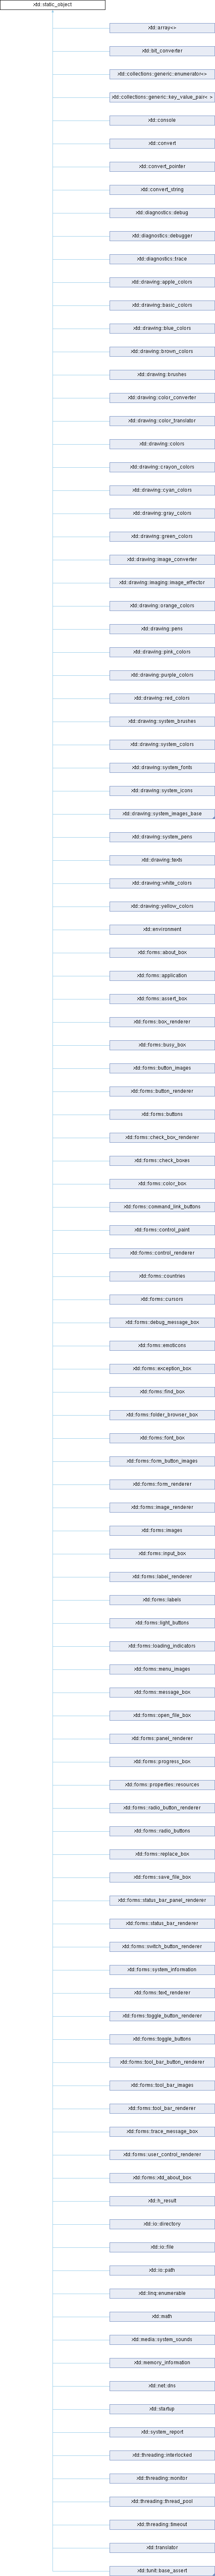 xtd::static_object
xtd::array<>
xtd::bit_converter
xtd::collections::generic::enumerator<>
xtd::collections::generic::key_value_pair< >
xtd::console
xtd::convert
xtd::convert_pointer
xtd::convert_string
xtd::diagnostics::debug
xtd::diagnostics::debugger
xtd::diagnostics::trace
xtd::drawing::apple_colors
xtd::drawing::basic_colors
xtd::drawing::blue_colors
xtd::drawing::brown_colors
xtd::drawing::brushes
xtd::drawing::color_converter
xtd::drawing::color_translator
xtd::drawing::colors
xtd::drawing::crayon_colors
xtd::drawing::cyan_colors
xtd::drawing::gray_colors
xtd::drawing::green_colors
xtd::drawing::image_converter
xtd::drawing::imaging::image_effector
xtd::drawing::orange_colors
xtd::drawing::pens
xtd::drawing::pink_colors
xtd::drawing::purple_colors
xtd::drawing::red_colors
xtd::drawing::system_brushes
xtd::drawing::system_colors
xtd::drawing::system_fonts
xtd::drawing::system_icons
xtd::drawing::system_images_base
xtd::drawing::system_pens
xtd::drawing::texts
xtd::drawing::white_colors
xtd::drawing::yellow_colors
xtd::environment
xtd::forms::about_box
xtd::forms::application
xtd::forms::assert_box
xtd::forms::box_renderer
xtd::forms::busy_box
xtd::forms::button_images
xtd::forms::button_renderer
xtd::forms::buttons
xtd::forms::check_box_renderer
xtd::forms::check_boxes
xtd::forms::color_box
xtd::forms::command_link_buttons
xtd::forms::control_paint
xtd::forms::control_renderer
xtd::forms::countries
xtd::forms::cursors
xtd::forms::debug_message_box
xtd::forms::emoticons
xtd::forms::exception_box
xtd::forms::find_box
xtd::forms::folder_browser_box
xtd::forms::font_box
xtd::forms::form_button_images
xtd::forms::form_renderer
xtd::forms::image_renderer
xtd::forms::images
xtd::forms::input_box
xtd::forms::label_renderer
xtd::forms::labels
xtd::forms::light_buttons
xtd::forms::loading_indicators
xtd::forms::menu_images
xtd::forms::message_box
xtd::forms::open_file_box
xtd::forms::panel_renderer
xtd::forms::progress_box
xtd::forms::properties::resources
xtd::forms::radio_button_renderer
xtd::forms::radio_buttons
xtd::forms::replace_box
xtd::forms::save_file_box
xtd::forms::status_bar_panel_renderer
xtd::forms::status_bar_renderer
xtd::forms::switch_button_renderer
xtd::forms::system_information
xtd::forms::text_renderer
xtd::forms::toggle_button_renderer
xtd::forms::toggle_buttons
xtd::forms::tool_bar_button_renderer
xtd::forms::tool_bar_images
xtd::forms::tool_bar_renderer
xtd::forms::trace_message_box
xtd::forms::user_control_renderer
xtd::forms::xtd_about_box
xtd::h_result
xtd::io::directory
xtd::io::file
xtd::io::path
xtd::linq::enumerable
xtd::math
xtd::media::system_sounds
xtd::memory_information
xtd::net::dns
xtd::startup
xtd::system_report
xtd::threading::interlocked
xtd::threading::monitor
xtd::threading::thread_pool
xtd::threading::timeout
xtd::translator
xtd::tunit::base_assert